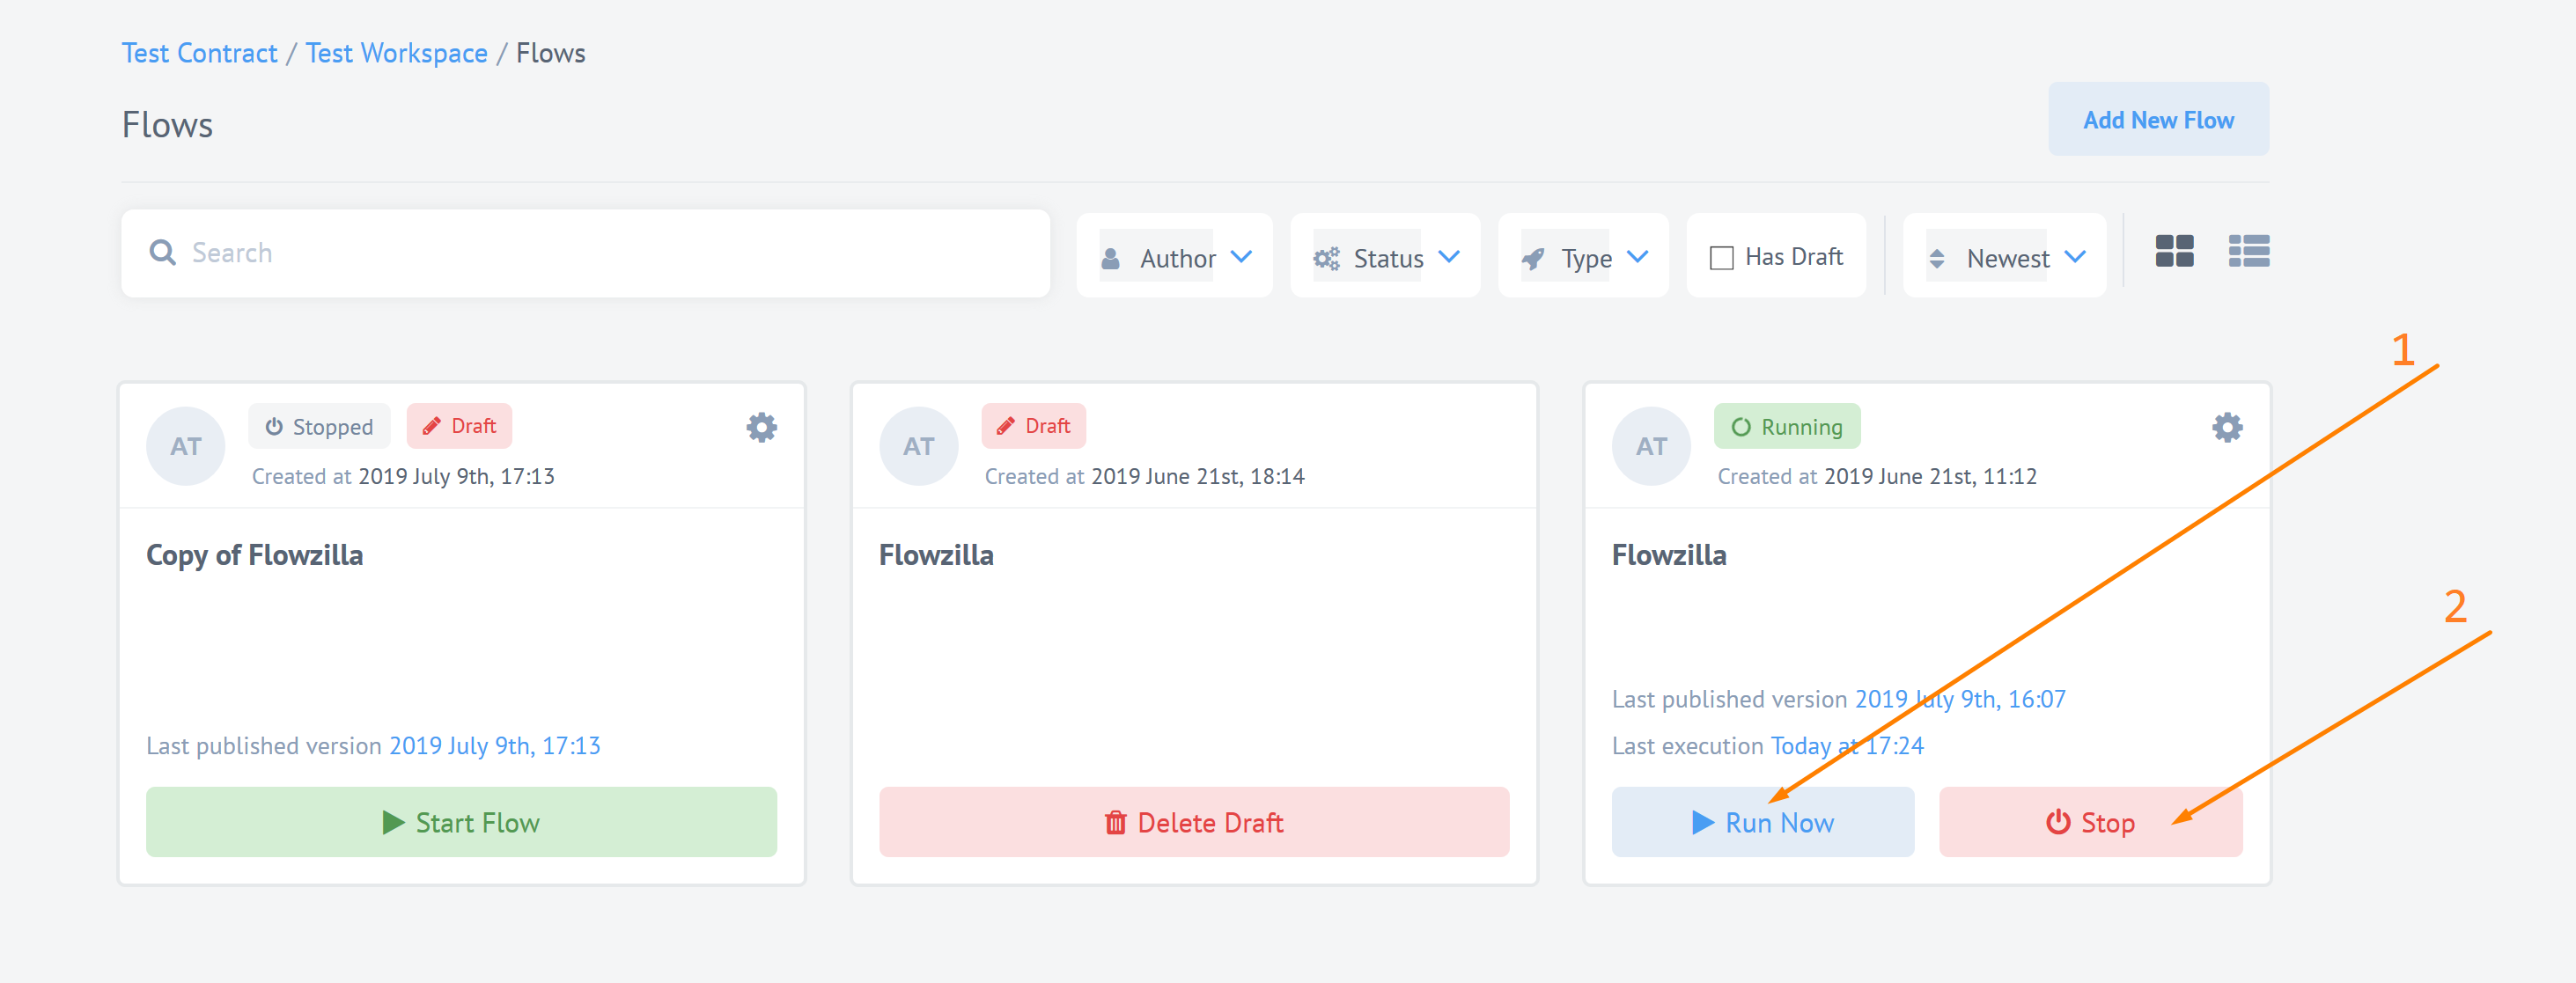 Test Contract / Test Workspace / Flows
Flows
Add New Flow
Search
Author
Status
Type
Has Draft
Newest
1
AT
Stopped
Draft
Created at 2019 July 9th, 17:13
Copy of Flowzilla
Last published version 2019 July 9th, 17:13
Start Flow
AT
Draft
Created at 2019 June 21st, 18:14
Flowzilla
Delete Draft
AT
Running
Created at 2019 June 21st, 11:12
Flowzilla
2
Last published version 2019 July 9th, 16:07
Last execution Today at 17:24
Run Now
Stop